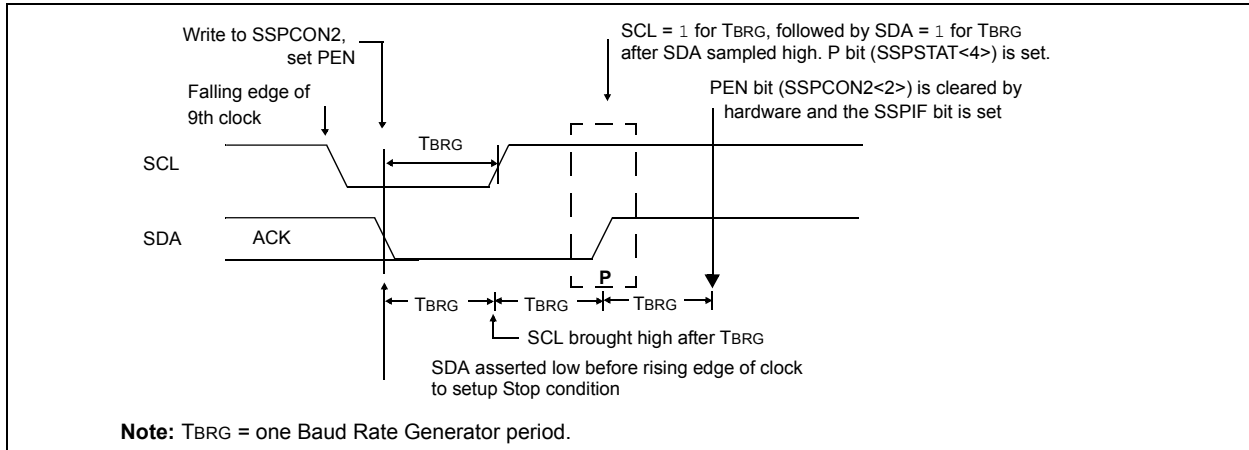 Write to SSPCON2,
set PEN
SCL = 1 for TBRG, followed by SDA = 1 for TBRG
after SDA sampled high. P bit (SSPSTAT<4>) is set.
PEN bit (SSPCON2<2>) is cleared by
hardware and the SSPIF bit is set
Falling edge of
9th clock
TBRG
SCL
SDA
ACK
P
TBRG
TBRG
TBRG
SCL brought high after TBRG
SDA asserted low before rising edge of clock
to setup Stop condition
Note: TBRG = one Baud Rate Generator period.